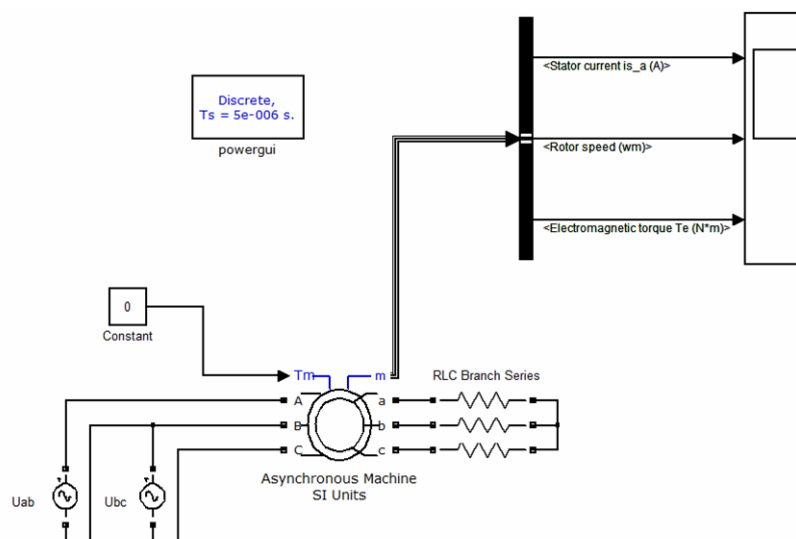 <Stator current is_a (A)>
Discrete,
Ts = 5e-006 s.
powergui
<Rotor speed (wm)>
<Electromagnetic torque Te (N*m)>
0
Constant
Tm
m
RLC Branch Series
A
a
B
b
C
c
Asynchronous Machine
SI Units
Uab
Ubc